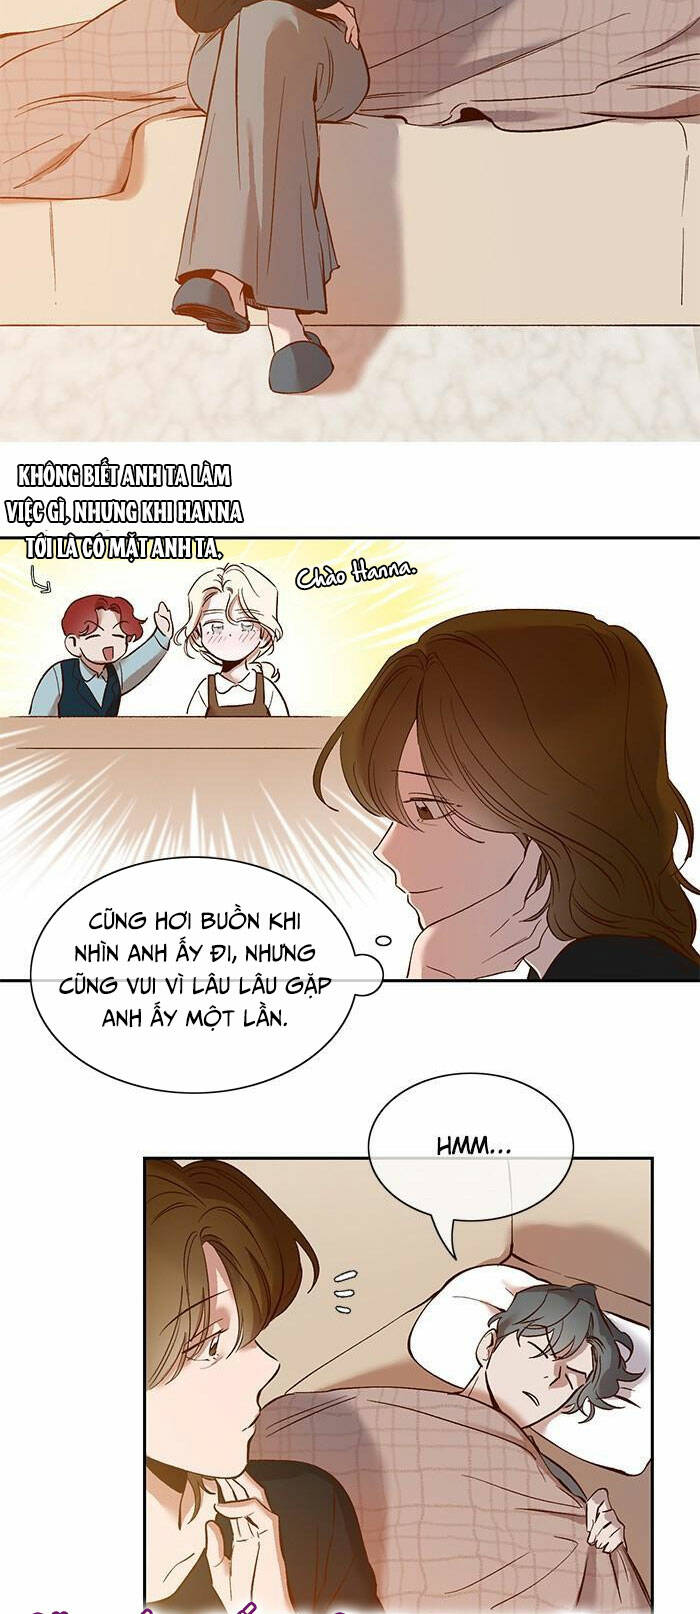 KHÔNG BIẾT ANH TA LÀM
VIỆC GÌ, NHƯNG KHI HANNA
TỚI LÀ CÓ MẶT ANH TA.
Chào Hanna.
CŨNG HƠI BUỒN KHI
NHÌN ANH ẤY ĐI, NHƯNG
CŨNG VUI VÌ LÂU LÂU GẶP
ANH ẤY MỘT LẦN.
HMM...